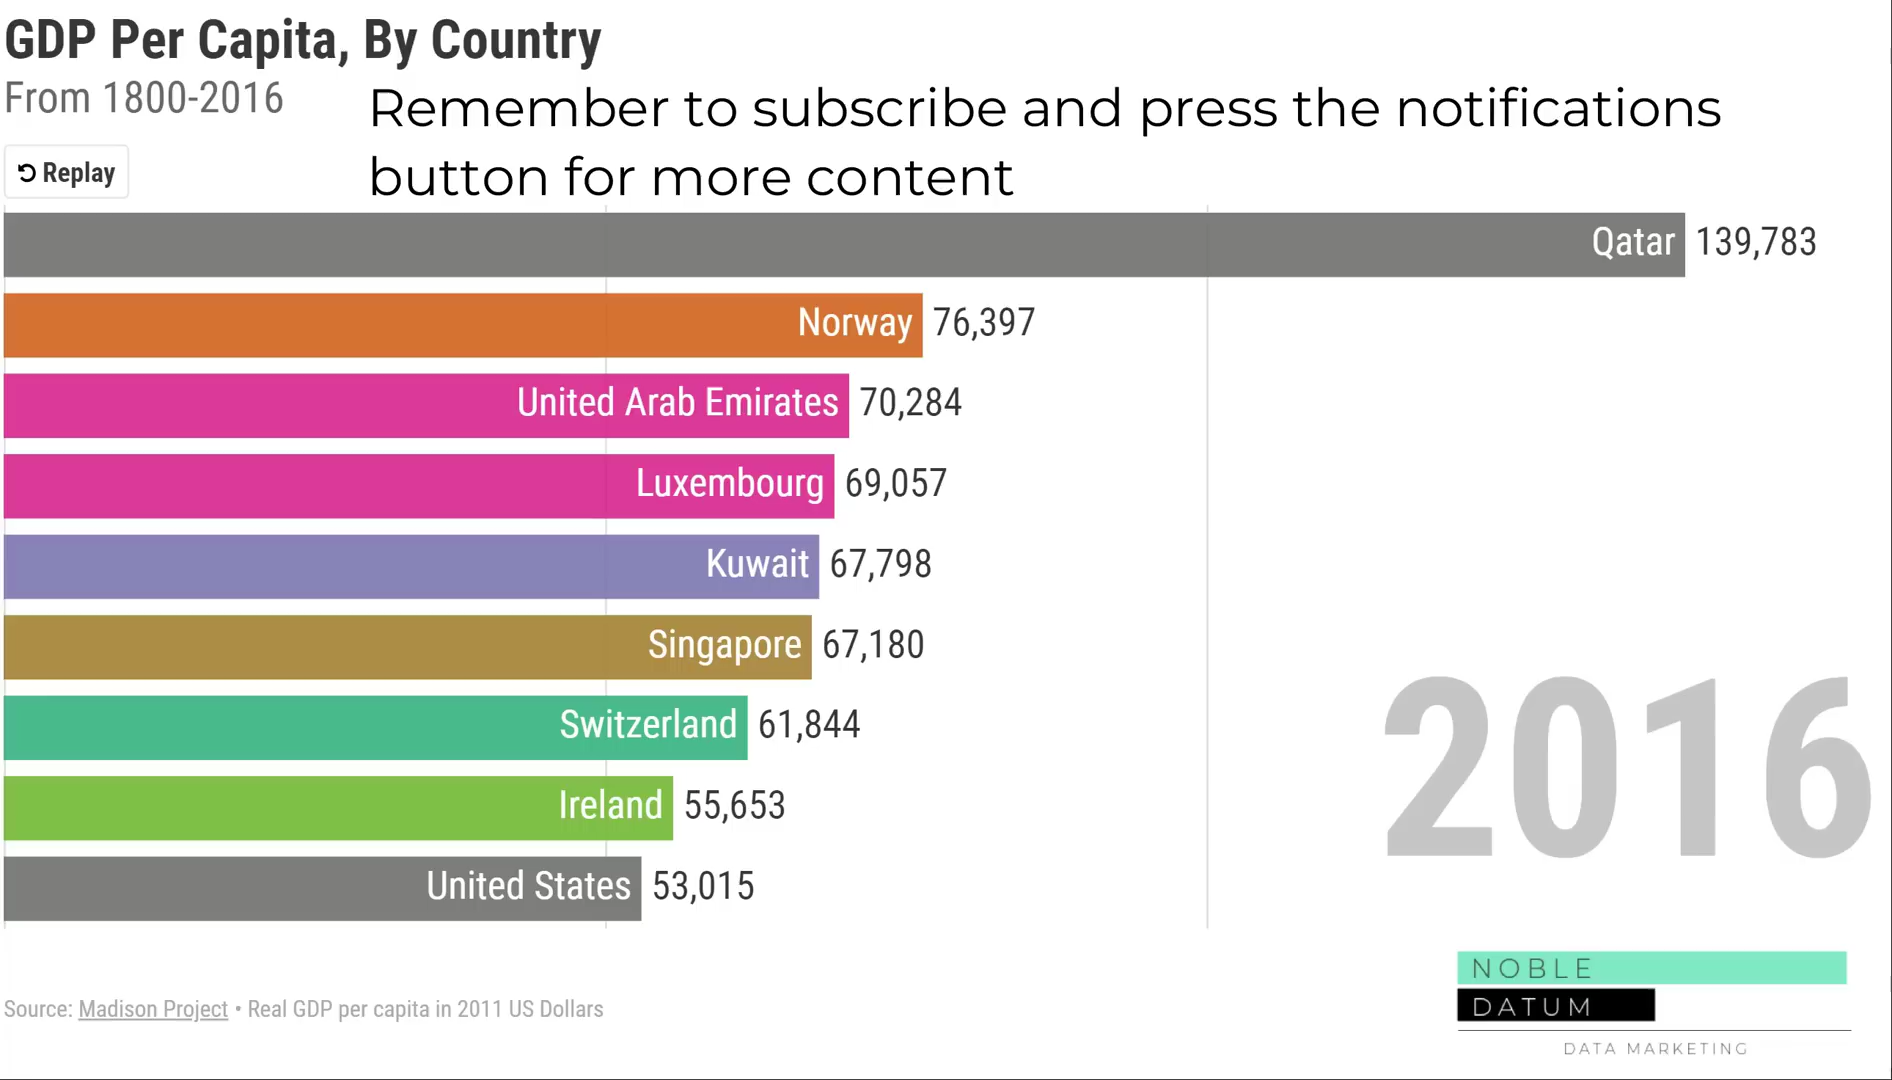 GDP Per Capita, By Country
From 1800-2016
Remember to subscribe and press the notifications
button for more content
Replay
Qatar 139,783
Norway 76,397
United Arab Emirates 70,284
Luxembourg 69,057
Kuwait 67,798
Singapore 67,180
Switzerland 61,844
Ireland 55,653
United States 53,015
2016
NOBLE
DATUM
DATA MARKETING
Source: Madison Project • Real GDP per capita in 2011 US Dollars